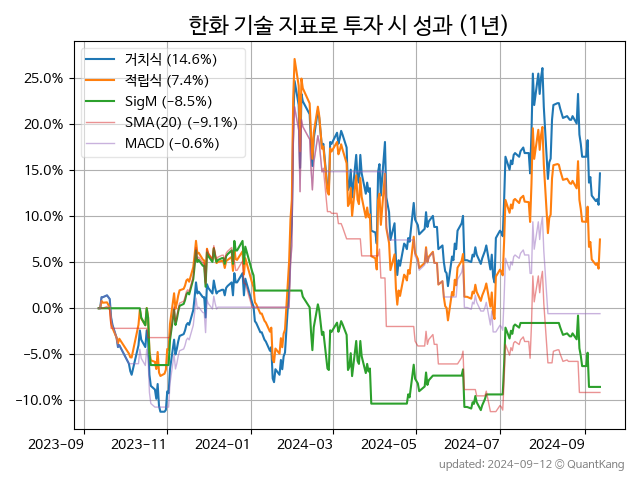 한화 기술 지표로 투자 시 성과 (1년)
거치식 (14.6%)
적립식 (7.4%)
SigM (−8.5%)
SMA(20) (−9.1%)
MACD (−0.6%)
25.0%
20.0%
15.0%
10.0%
5.0%
0.0%
−5.0%
−10.0%
2023-09 2023-11 2024-01 2024-03 2024-05 2024-07 2024-09
updated: 2024-09-12 © QuantKang